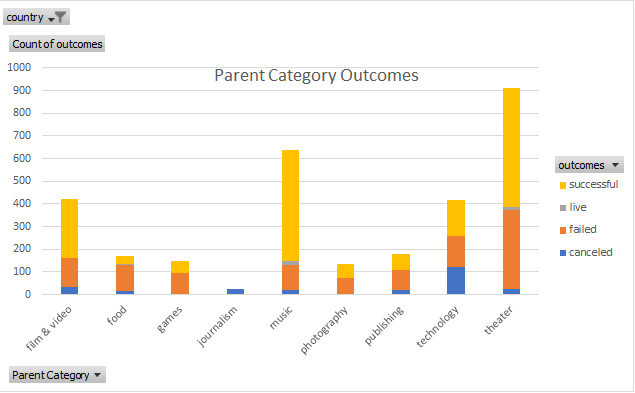 country
Count of outcomes
Parent Category Outcomes
1000
900
800
700
600
500
400
300
200
100
0
film & video
food
games
journalism
music
photography
publishing
technology
theater
outcomes
successful
live
failed
canceled
Parent Category